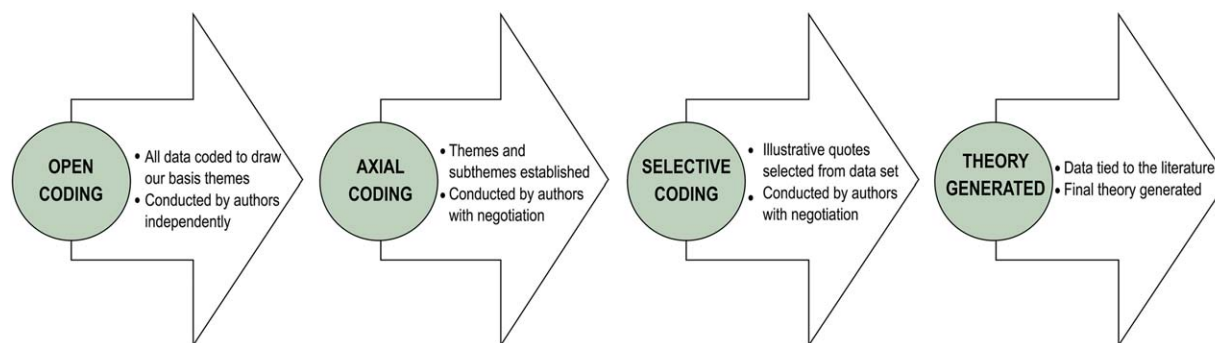 OPEN
CODING
• All data coded to draw
our basis themes
• Conducted by authors
independently
AXIAL
CODING
• Themes and
subthemes established
• Conducted by authors
with negotiation
SELECTIVE
CODING
• Illustrative quotes
selected from data set
• Conducted by authors
with negotiation
THEORY
GENERATED
• Data tied to the literature
• Final theory generated